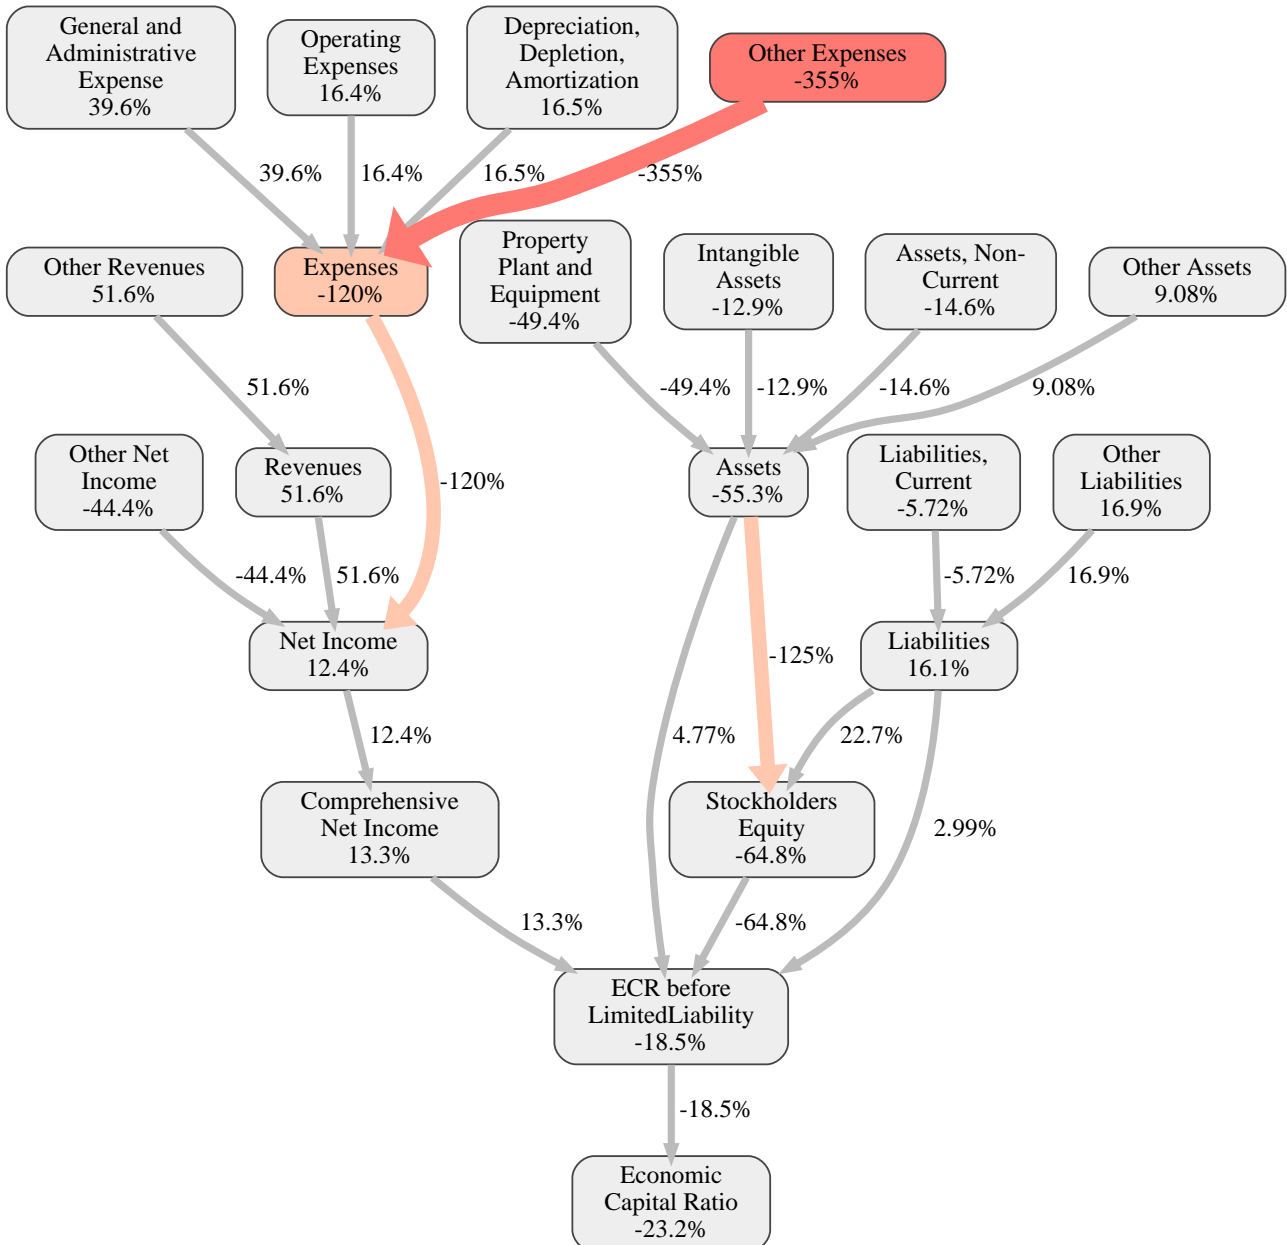 General and
Administrative
Expense
39.6%
Operating
Expenses
16.4%
Depreciation,
Depletion,
Amortization
16.5%
Other Expenses
-355%
39.6%
16.4%
16.5%
-355%
Other Revenues
51.6%
Expenses
-120%
Property
Plant and
Equipment
-49.4%
Intangible
Assets
-12.9%
Assets, Non-
Current
-14.6%
Other Assets
9.08%
51.6%
-49.4%
-12.9%
-14.6%
9.08%
Other Net
Income
-44.4%
Revenues
51.6%
-120%
Assets
-55.3%
Liabilities,
Current
-5.72%
Other
Liabilities
16.9%
-44.4%
51.6%
-5.72%
16.9%
Net Income
12.4%
-125%
Liabilities
16.1%
12.4%
4.77%
22.7%
Comprehensive
Net Income
13.3%
Stockholders
Equity
-64.8%
2.99%
13.3%
-64.8%
ECR before
LimitedLiability
-18.5%
-18.5%
Economic
Capital Ratio
-23.2%